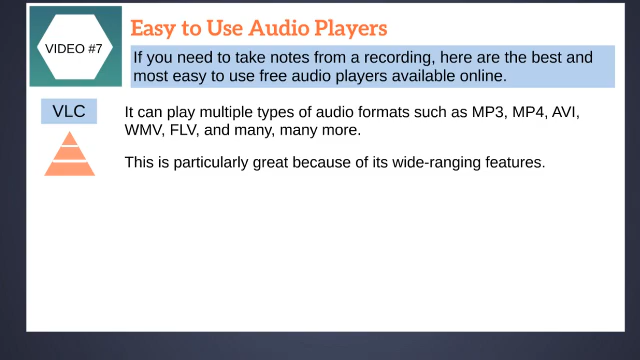 VIDEO #7
Easy to Use Audio Players
If you need to take notes from a recording, here are the best and
most easy to use free audio players available online.
VLC
It can play multiple types of audio formats such as MP3, MP4, AVI,
WMV, FLV, and many, many more.
This is particularly great because of its wide-ranging features.